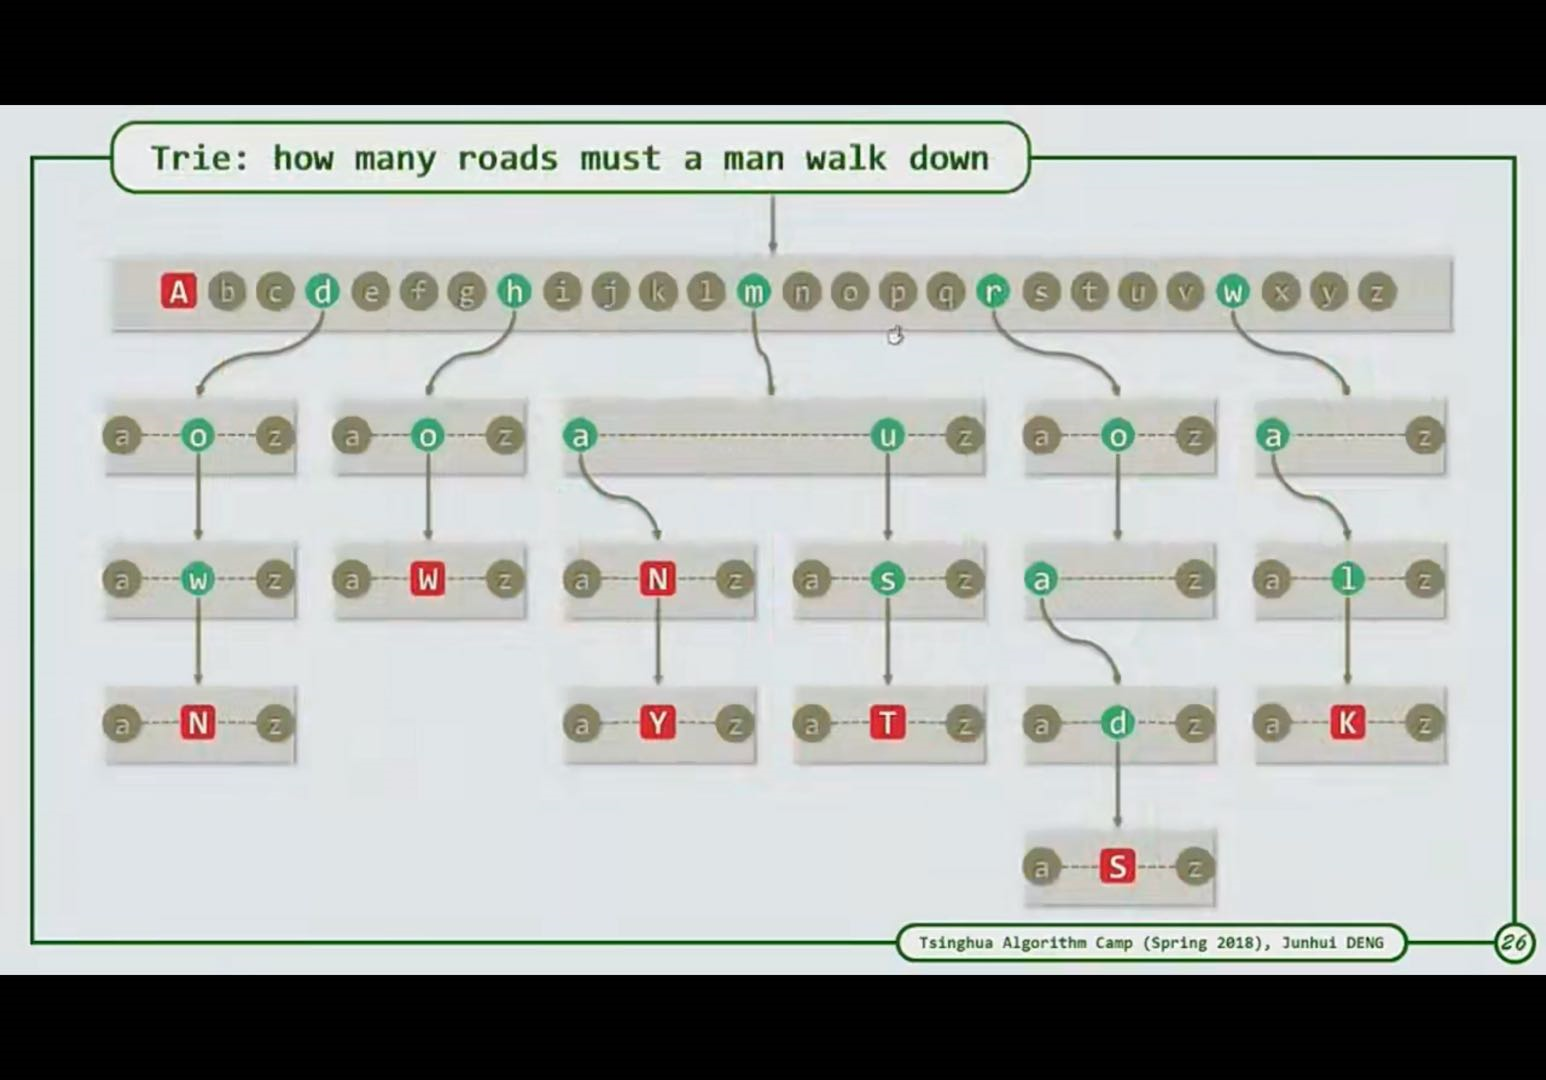 Trie: how many roads must a man walk down
A b c d e f g h i j k l m n o p q r s t u v w x y z
a o z a o z a u z a o z a z
a w z a W z a N z a s z a z a l z
a N z a Y z a T z a d z a K z
a S z
Tsinghua Algorithm Camp (Spring 2018), Junhui DENG 26